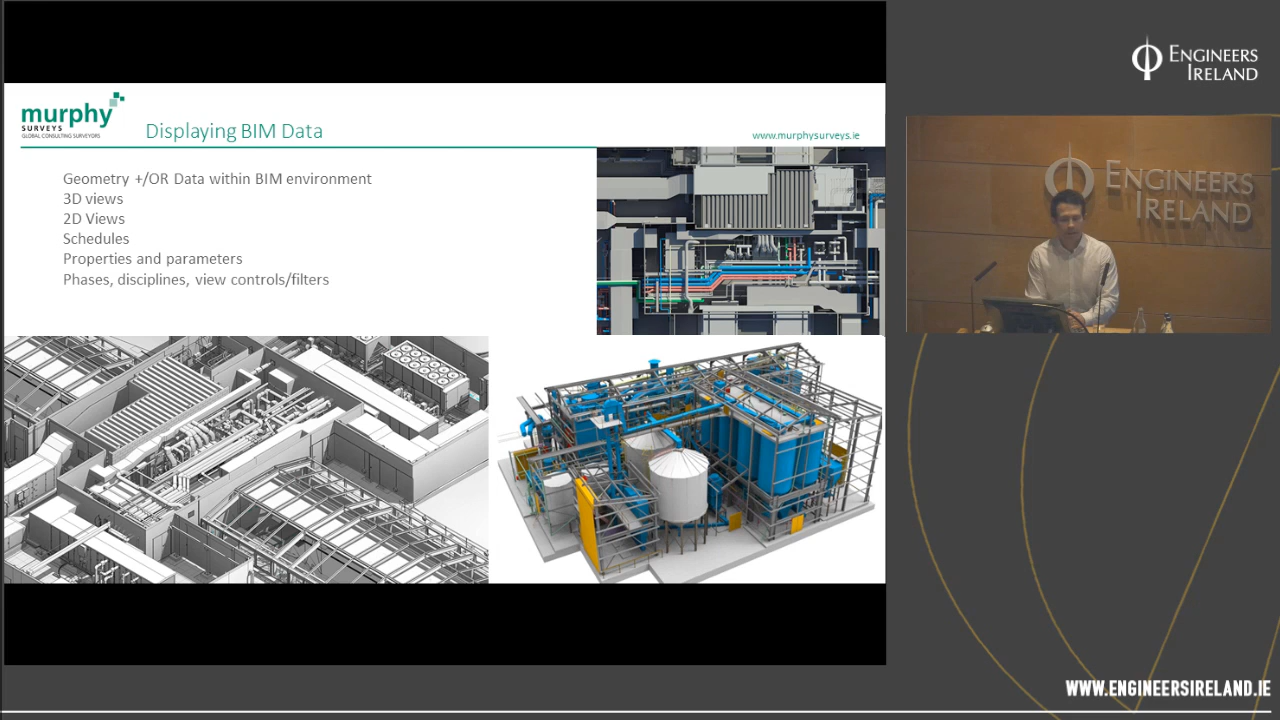 murphy
SURVEYS
GLOBAL CONSULTING SURVEYORS
Displaying BIM Data
www.murphysurveys.ie
Geometry +/OR Data within BIM environment
3D views
2D Views
Schedules
Properties and parameters
Phases, disciplines, view controls/filters
ENGINEERS
IRELAND
ENGINEERS
IRELAND
WWW.ENGINEERSIRELAND.IE